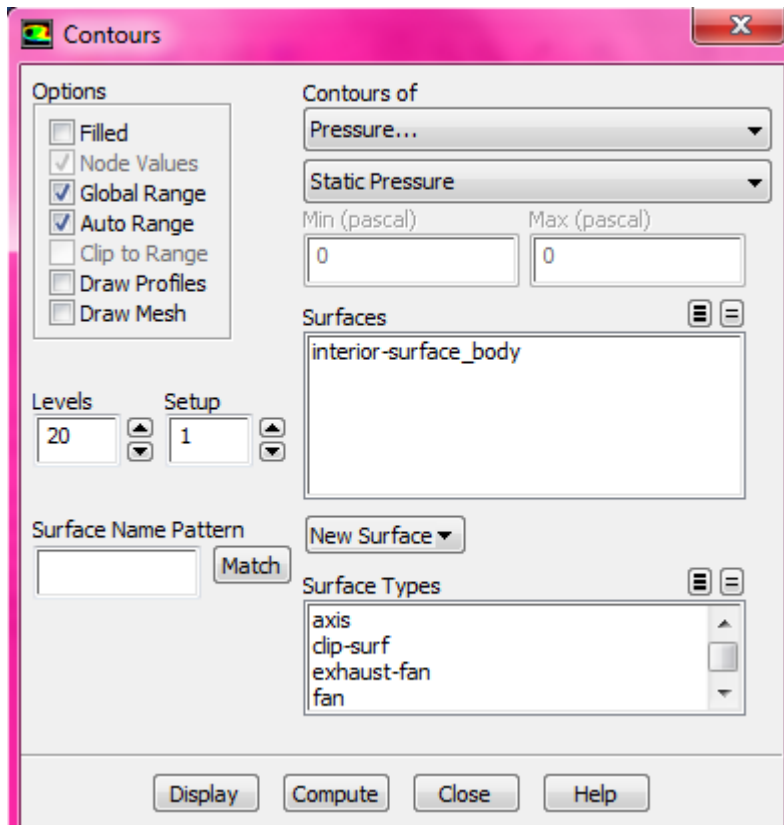 Contours
X
Options
Filled
Node Values
Global Range
Auto Range
Clip to Range
Draw Profiles
Draw Mesh
Levels Setup
20 1
Surface Name Pattern
Match
Contours of
Pressure...
Static Pressure
Min (pascal) Max (pascal)
0 0
Surfaces
interior-surface_body
New Surface
Surface Types
axis
clip-surf
exhaust-fan
fan
Display Compute Close Help